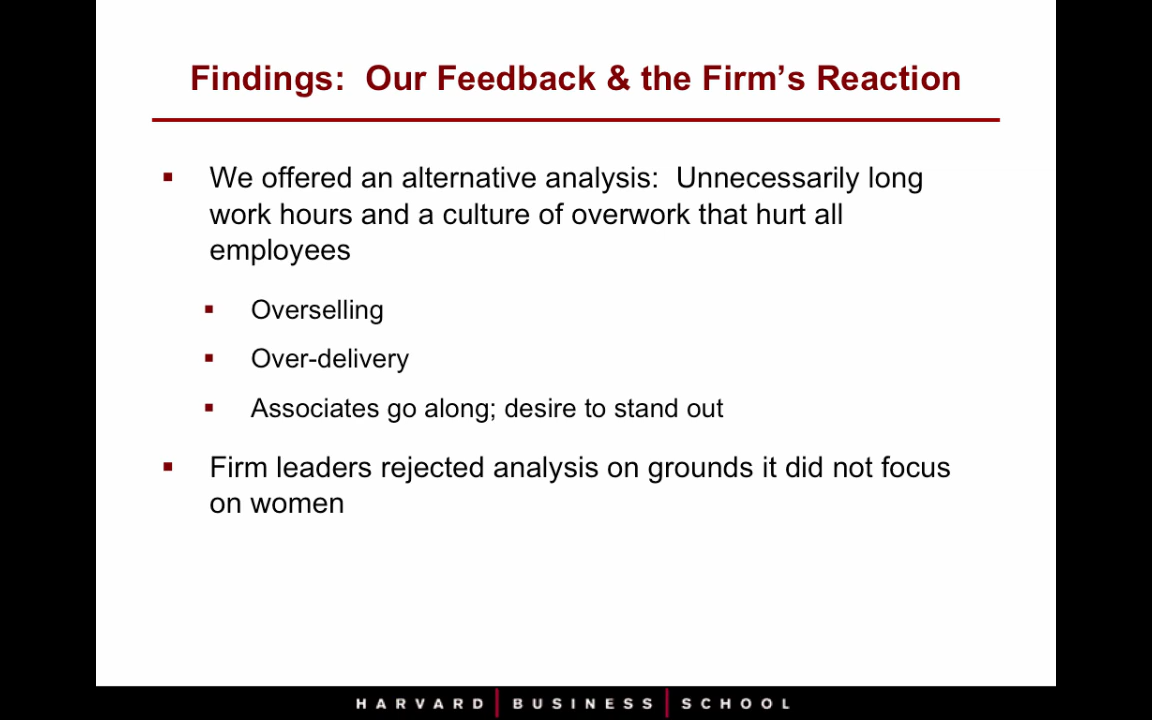 Findings:  Our Feedback & the Firm’s Reaction
▪ We offered an alternative analysis:  Unnecessarily long
work hours and a culture of overwork that hurt all
employees
▪ Overselling
▪ Over-delivery
▪ Associates go along; desire to stand out
▪ Firm leaders rejected analysis on grounds it did not focus
on women
HARVARD | BUSINESS | SCHOOL